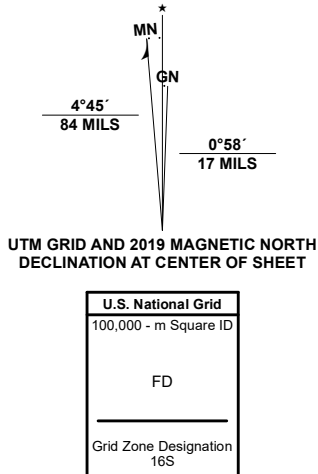 MN
GN
4°45´
84 MILS
0°58´
17 MILS
UTM GRID AND 2019 MAGNETIC NORTH
DECLINATION AT CENTER OF SHEET
U.S. National Grid
100,000 - m Square ID
FD
Grid Zone Designation
16S